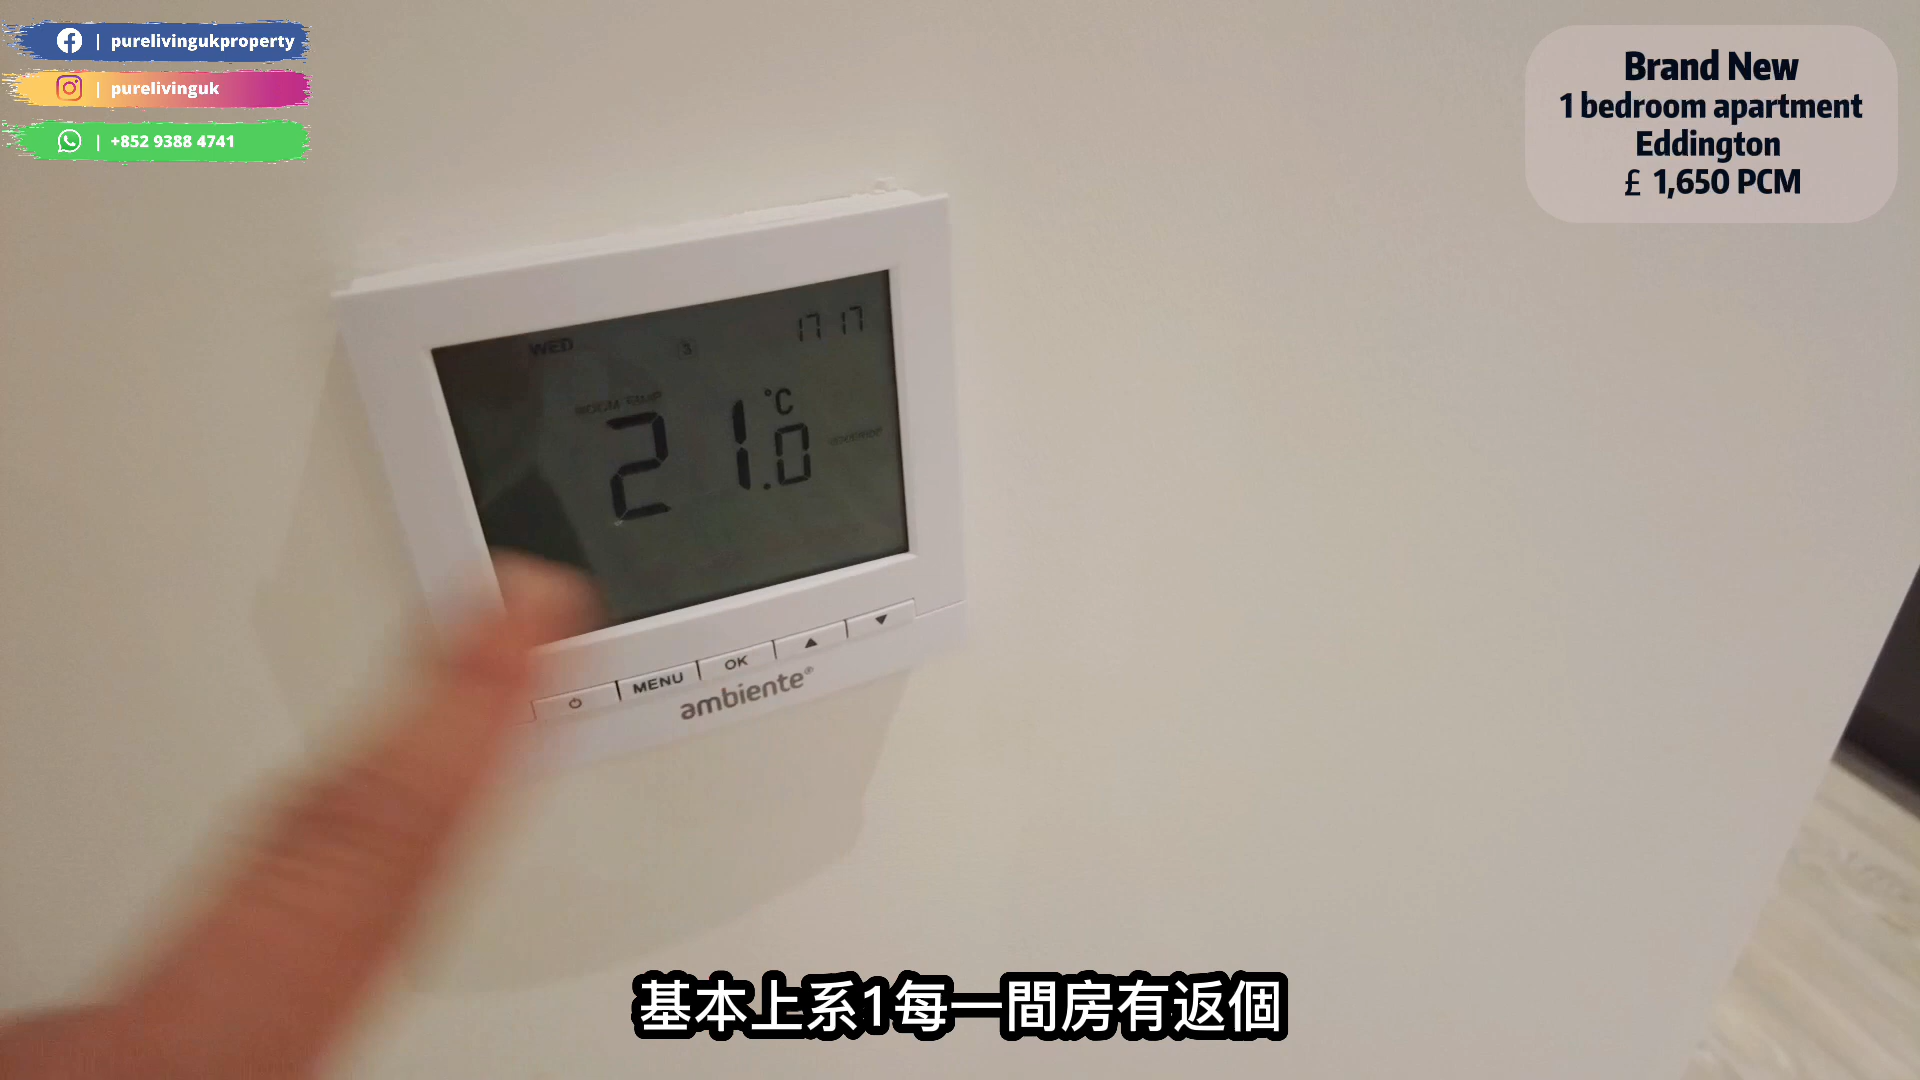 | purelivingukproperty
| purelivinguk
| +852 9388 4741
Brand New
1 bedroom apartment
Eddington
£ 1,650 PCM
WED 3 17 17
ROOM TEMP
21.0 °C
MENU OK
ambiente®
基本上系1每一間房有返個